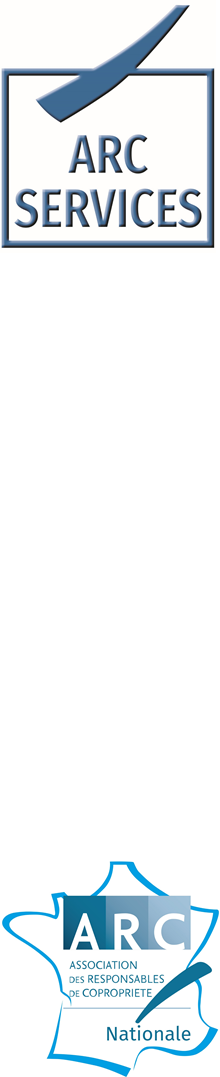 ARC
SERVICES
ARC
ASSOCIATION
DES RESPONSABLES
DE COPROPRIETE
Nationale